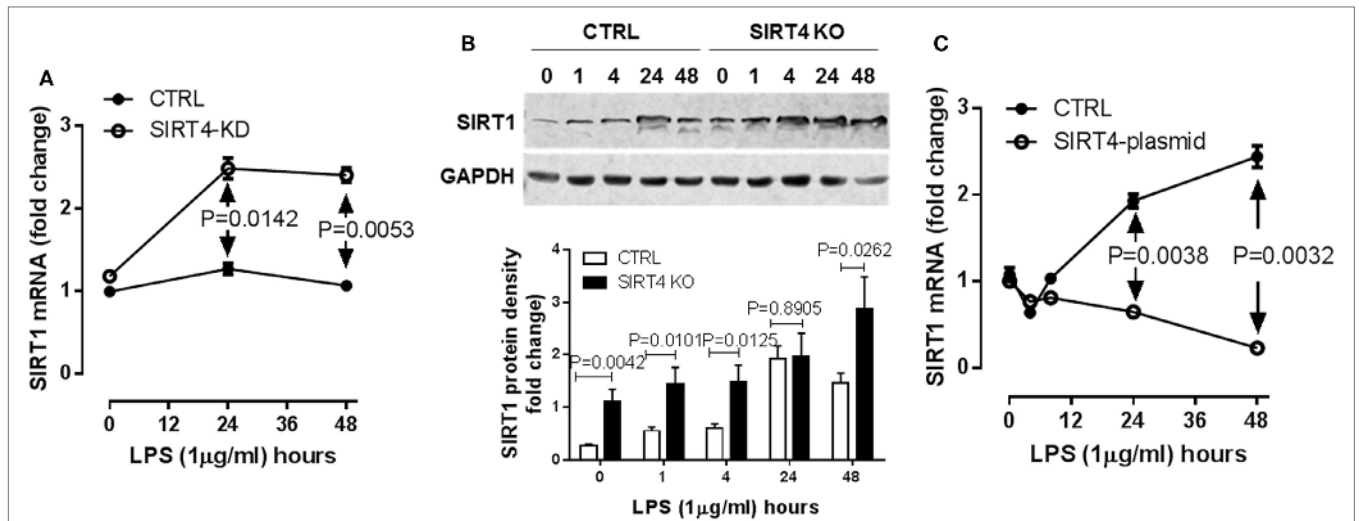 A
CTRL
SIRT4-KD
SIRT1 mRNA (fold change)
3
2
1
0
P=0.0142
P=0.0053
0 12 24 36 48
LPS (1µg/ml) hours
B
CTRL SIRT4 KO
0 1 4 24 48 0 1 4 24 48
SIRT1
GAPDH
SIRT1 protein density
fold change)
4
3
2
1
0
CTRL
SIRT4 KO
P=0.0042
P=0.0101
P=0.0125
P=0.8905
P=0.0262
0 1 4 24 48
LPS (1µg/ml) hours
C
CTRL
SIRT4-plasmid
SIRT1 mRNA (fold change)
3
2
1
0
P=0.0038
P=0.0032
0 12 24 36 48
LPS (1µg/ml) hours